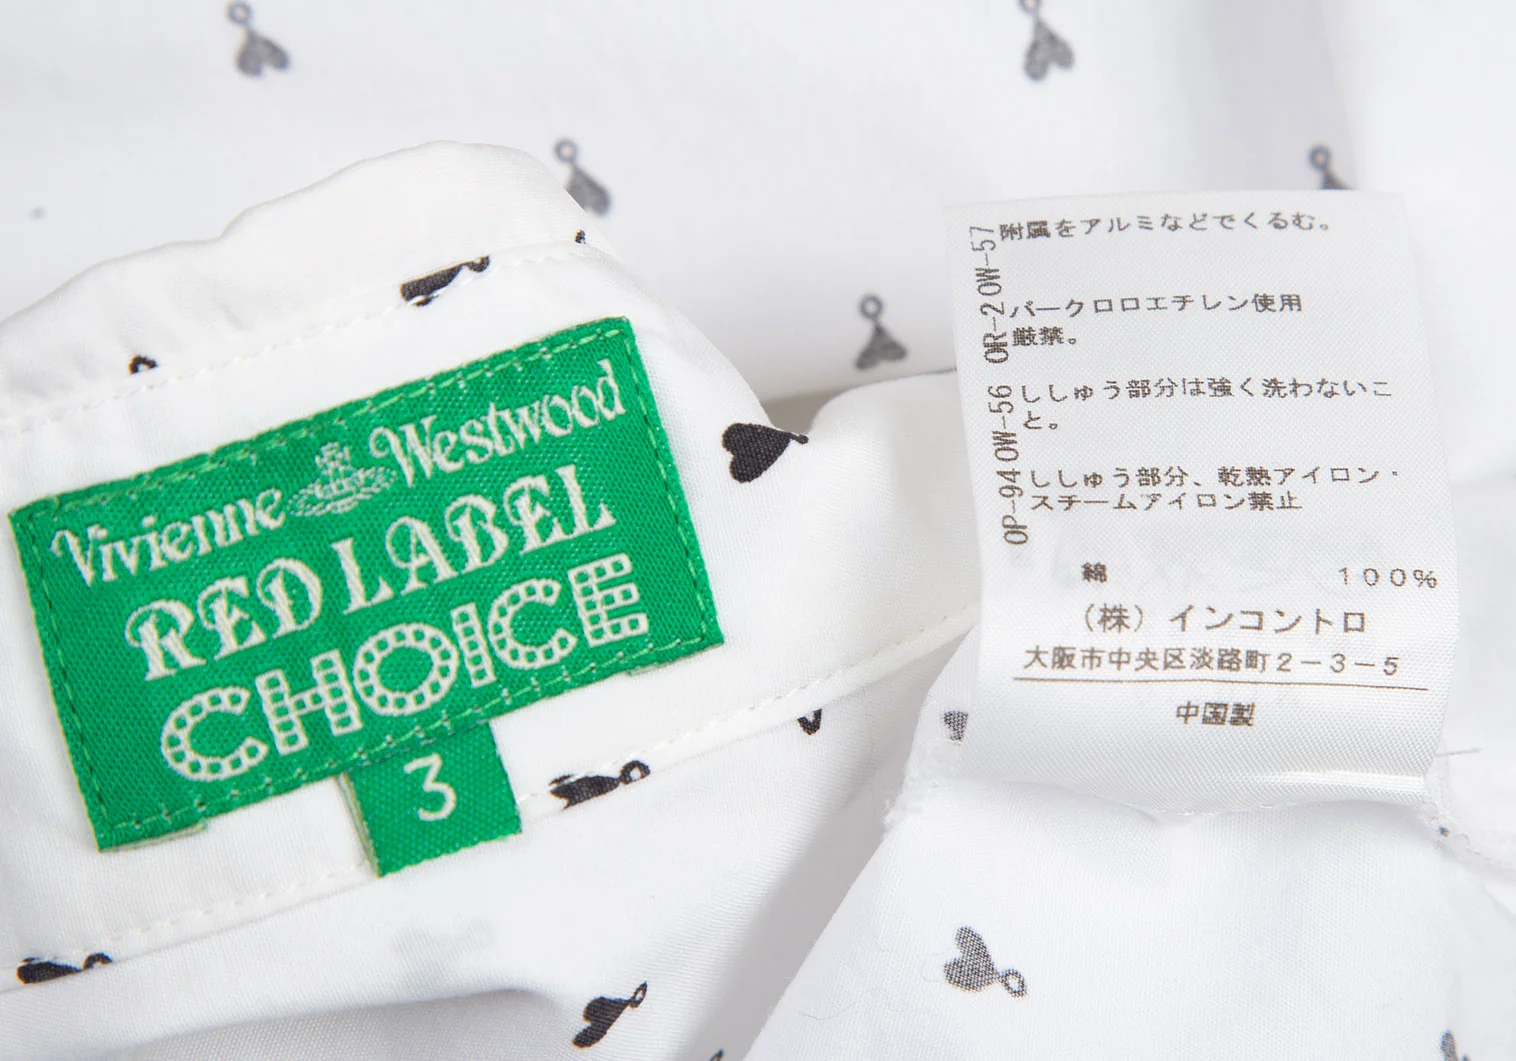 Vivienne Westwood
RED LABEL
CHOICE
3
附属をアルミなどでくるむ。
パークロロエチレン使用
厳禁。
ししゅう部分は強く洗わないこ
と。
ししゅう部分、乾熱アイロン・
スチームアイロン禁止
OP-94 OW-56 OR-2 OW-57
綿 100%
(株)インコントロ
大阪市中央区淡路町2-3-5
中国製